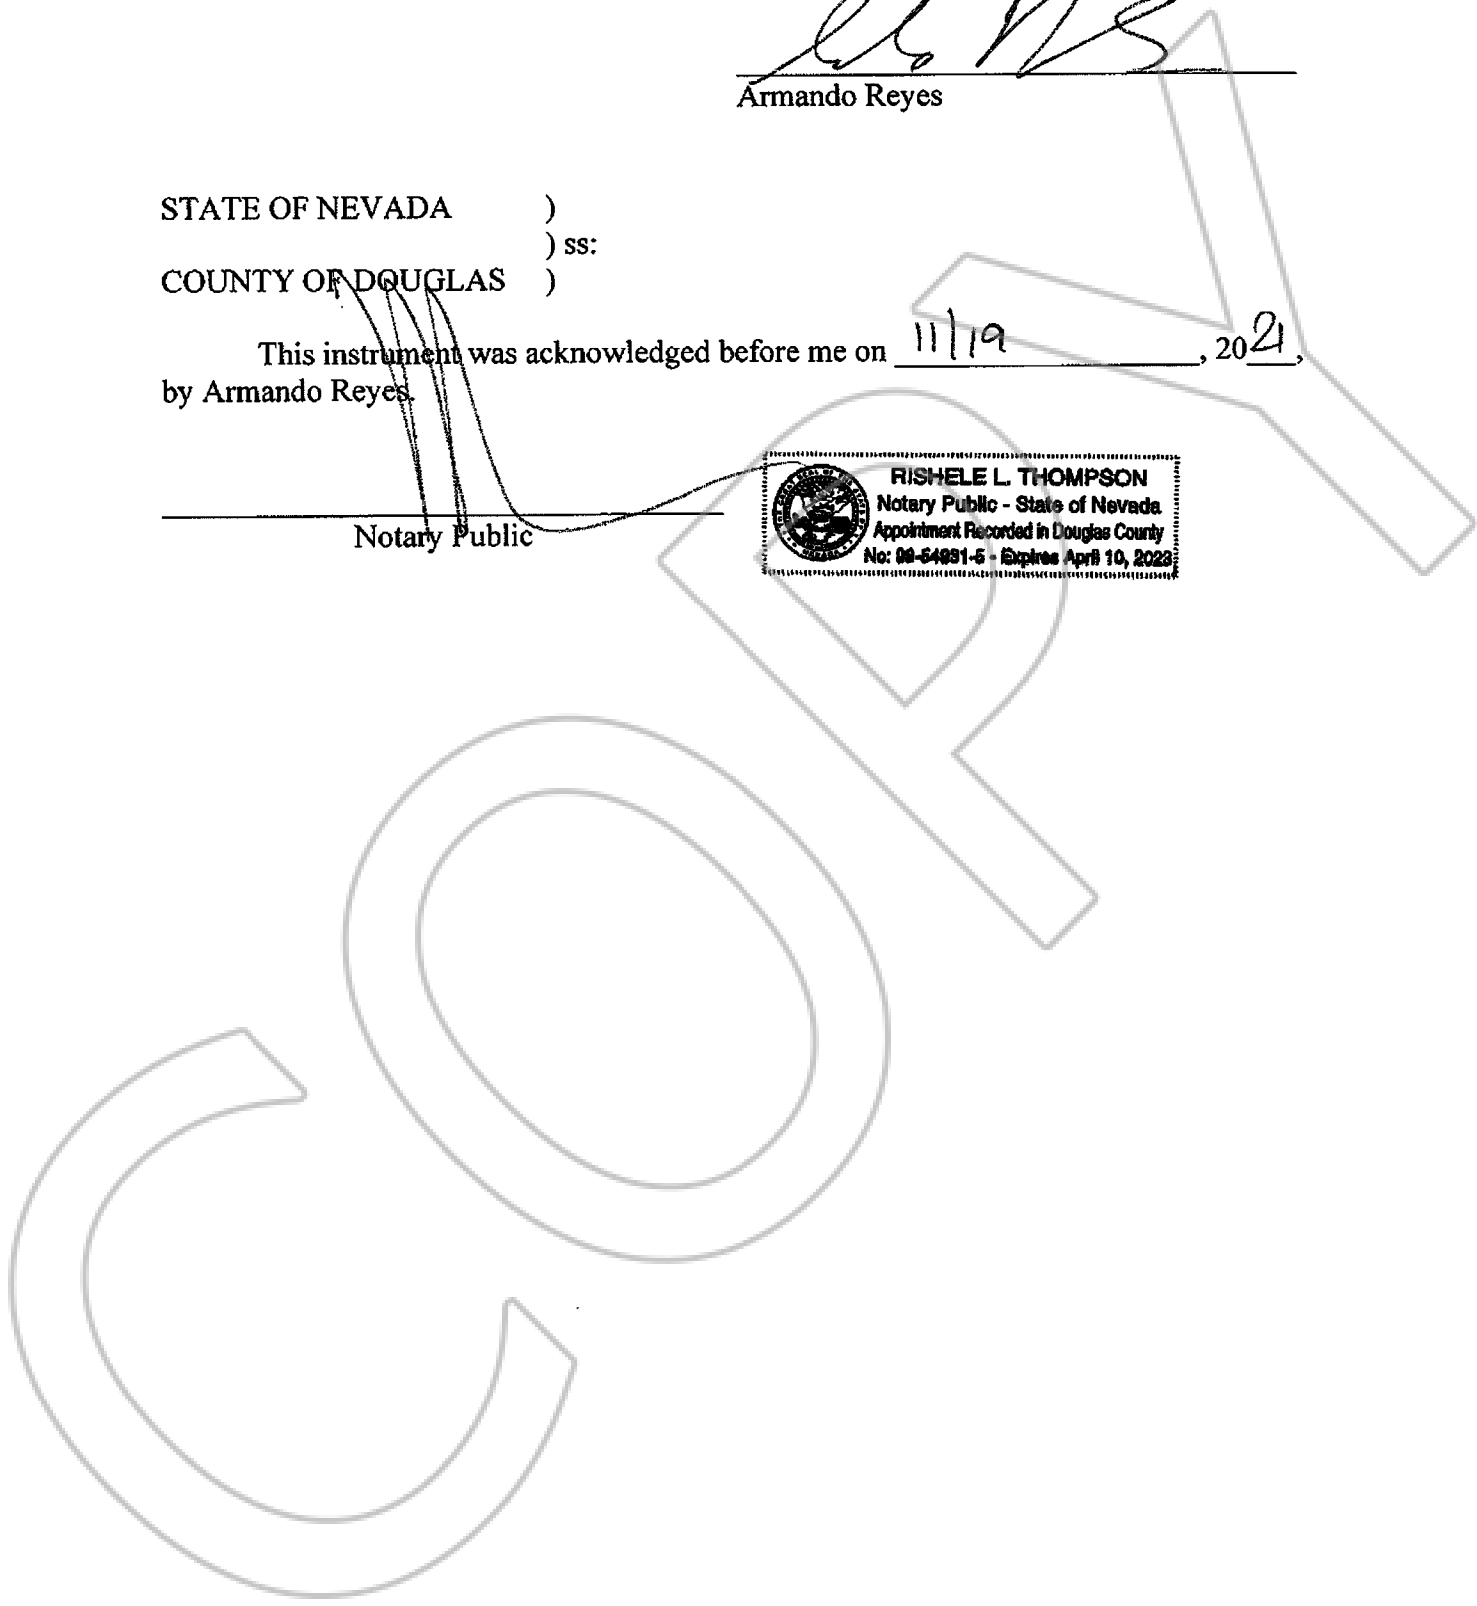 Armando Reyes
STATE OF NEVADA )
) ss:
COUNTY OF DOUGLAS )
This instrument was acknowledged before me on 11/19, 2021,
by Armando Reyes.
RISHELE L. THOMPSON
Notary Public - State of Nevada
Appointment Recorded in Douglas County
No: - Expires April 10, 2023
Notary Public
COPY